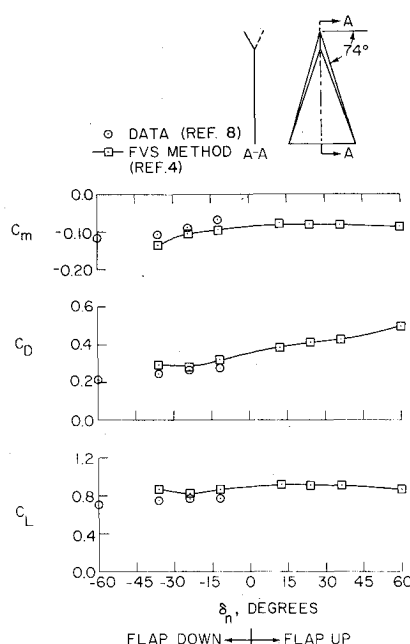 A
74°
A
⊙ DATA (REF. 8)
⊡ FVS METHOD
(REF.4)
A-A
0.0
Cm
-0.10
-0.20
0.6
CD
0.4
0.2
0.0
1.2
CL
0.8
0.4
0.0
-60 -45 -30 -15 0 15 30 45 60
δn, DEGREES
FLAP DOWN ←|→ FLAP UP